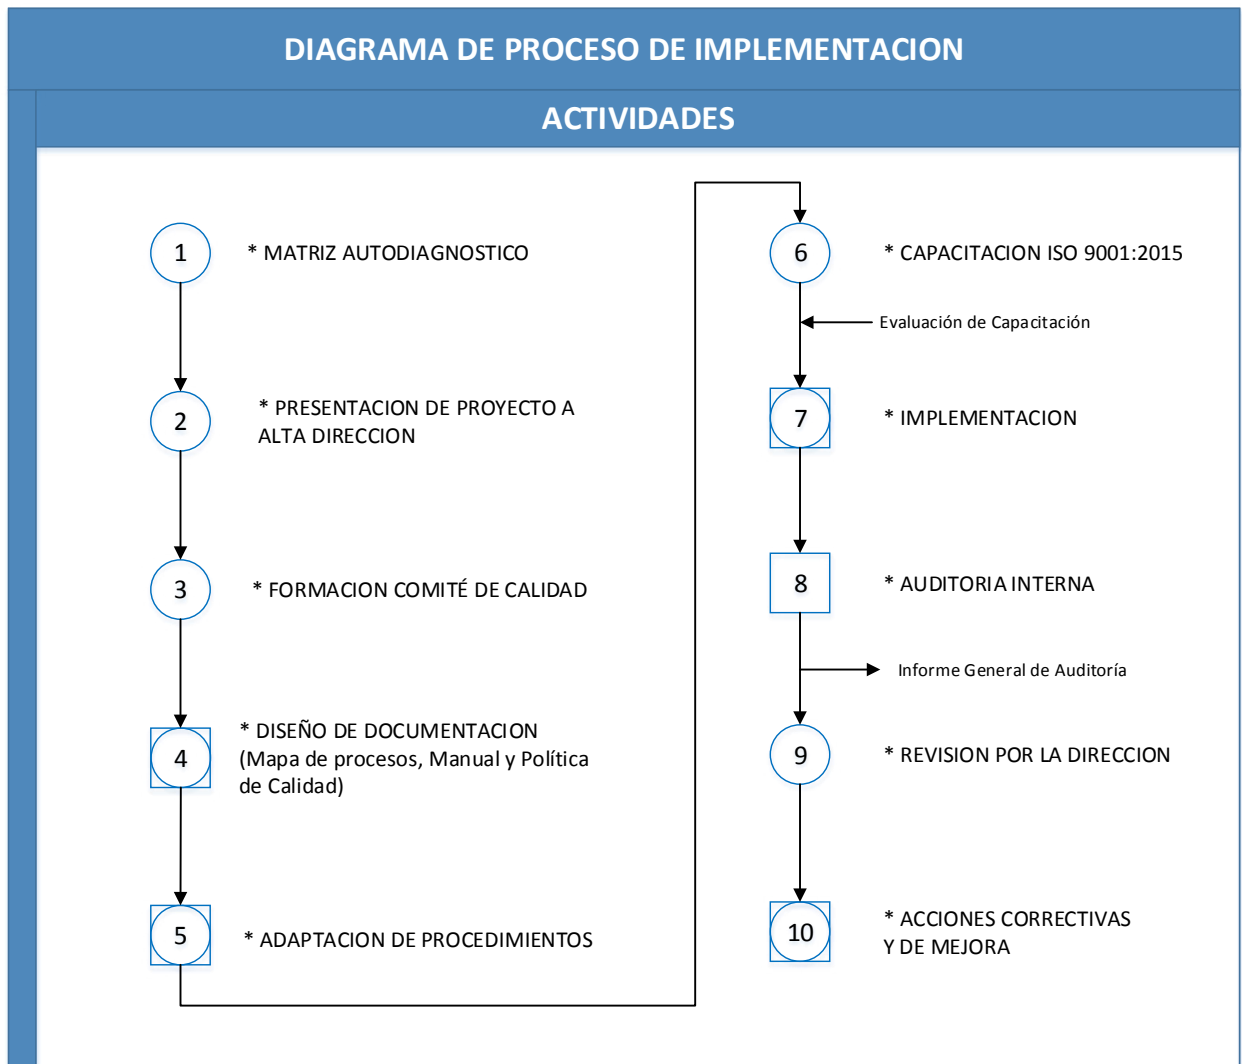 DIAGRAMA DE PROCESO DE IMPLEMENTACION
ACTIVIDADES
1
* MATRIZ AUTODIAGNOSTICO
2
* PRESENTACION DE PROYECTO A
ALTA DIRECCION
3
* FORMACION COMITÉ DE CALIDAD
4
* DISEÑO DE DOCUMENTACION
(Mapa de procesos, Manual y Política
de Calidad)
5
* ADAPTACION DE PROCEDIMIENTOS
6
* CAPACITACION ISO 9001:2015
Evaluación de Capacitación
7
* IMPLEMENTACION
8
* AUDITORIA INTERNA
Informe General de Auditoría
9
* REVISION POR LA DIRECCION
10
* ACCIONES CORRECTIVAS
Y DE MEJORA